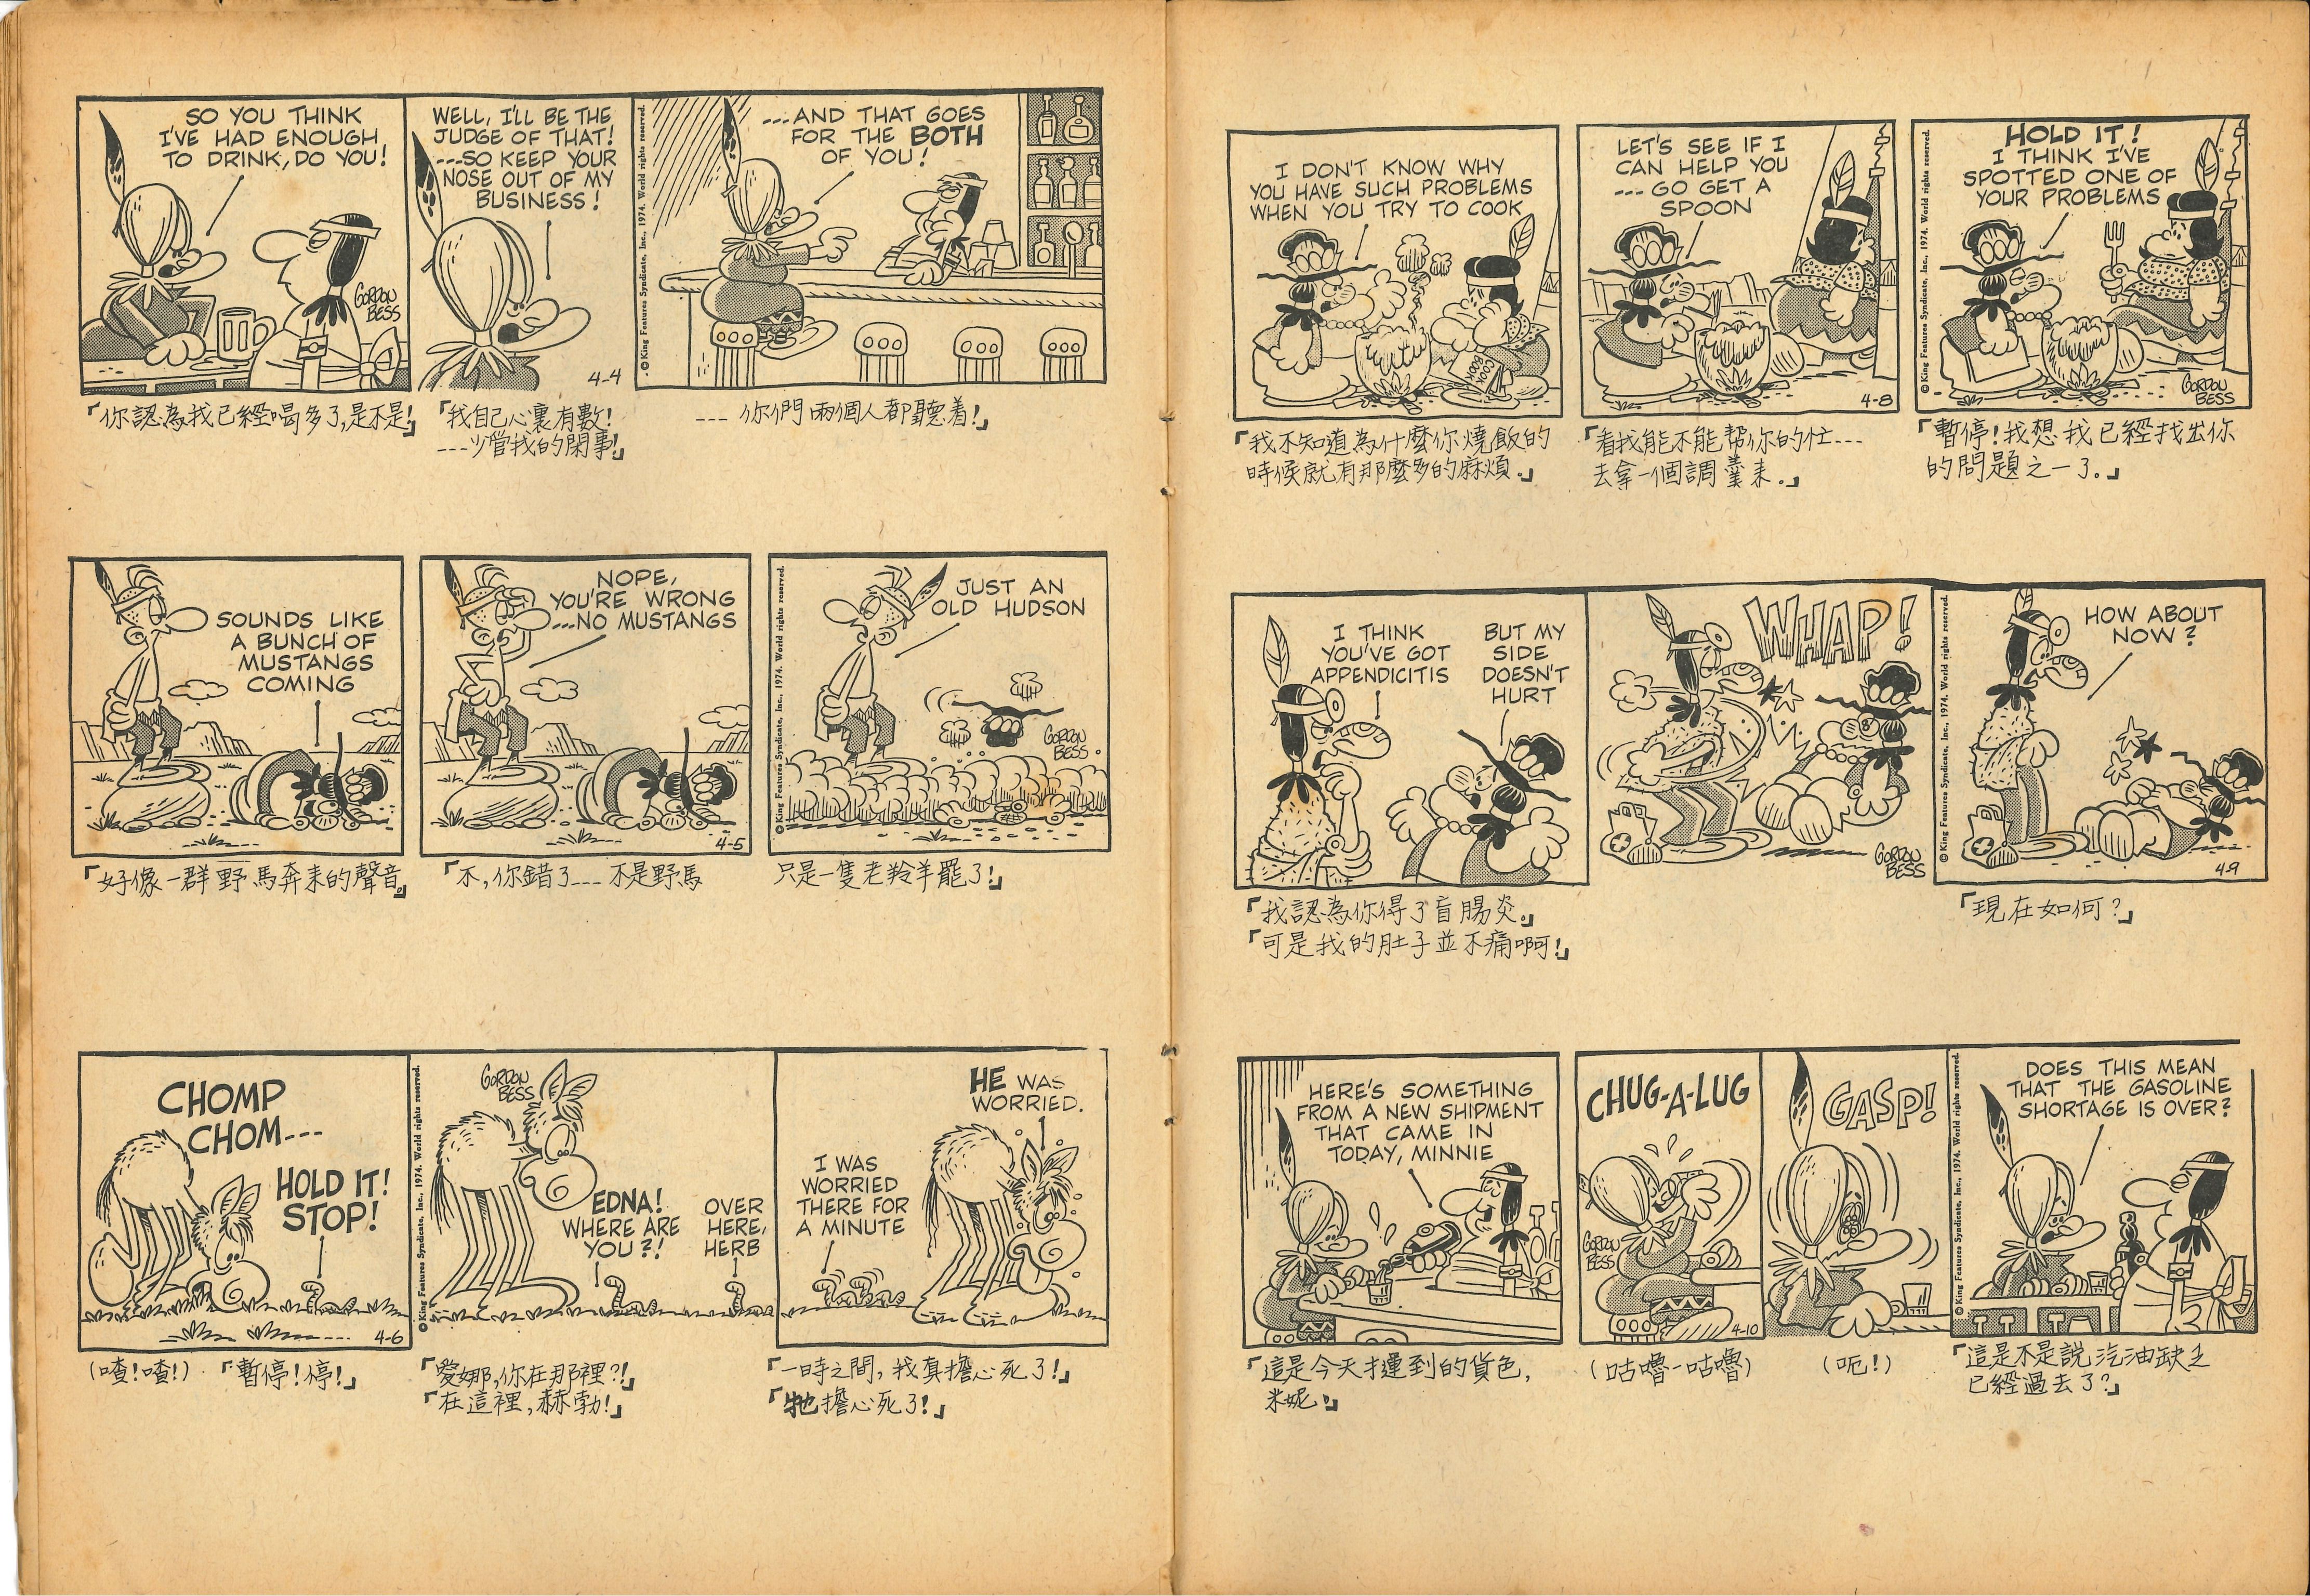 SO YOU THINK
I'VE HAD ENOUGH
TO DRINK, DO YOU!
GORDON
BESS
WELL, I'LL BE THE
JUDGE OF THAT!
---SO KEEP YOUR
NOSE OUT OF MY
BUSINESS!
4-4
© King Features Syndicate, Inc., 1974. World rights reserved.
...AND THAT GOES
FOR THE BOTH
OF YOU!
「你認為我已經喝多了,是不是!」
「我自己心裏有數!
---少管我的閑事!」
--- 你們兩個人都聽着!」
SOUNDS LIKE
A BUNCH OF
MUSTANGS
COMING
NOPE,
YOU'RE WRONG
...NO MUSTANGS
4-5
© King Features Syndicate, Inc., 1974. World rights reserved.
JUST AN
OLD HUDSON
GORDON
BESS
「好像一群野馬奔来的聲音。」
「不,你錯了--- 不是野馬
只是一隻老羚羊罷了!」
CHOMP
CHOM---
HOLD IT!
STOP!
4-6
© King Features Syndicate, Inc., 1974. World rights reserved.
GORDON
BESS
EDNA!
WHERE ARE
YOU?!
OVER
HERE,
HERB
I WAS
WORRIED
THERE FOR
A MINUTE
HE WAS
WORRIED.
(喳!喳!) 「暫停!停!」
「愛娜,你在那裡?!」
「在這裡,赫勃!」
「一時之間,我真擔心死了!」
「牠擔心死了!」
I DON'T KNOW WHY
YOU HAVE SUCH PROBLEMS
WHEN YOU TRY TO COOK
COOK
BOOK
LET'S SEE IF I
CAN HELP YOU
--- GO GET A
SPOON
4-8
© King Features Syndicate, Inc., 1974. World rights reserved.
HOLD IT!
I THINK I'VE
SPOTTED ONE OF
YOUR PROBLEMS
GORDON
BESS
「我不知道為什麼你燒飯的
時候就有那麼多的麻煩。」
「看我能不能幫你的忙---
去拿一個調羹来.」
「暫停!我想我已經找出你
的問題之一了。」
I THINK
YOU'VE GOT
APPENDICITIS
BUT MY
SIDE
DOESN'T
HURT
WHAP!
GORDON
BESS
© King Features Syndicate, Inc., 1974. World rights reserved.
HOW ABOUT
NOW?
4-9
「我認為你得了盲腸炎。」
「可是我的肚子並不痛啊!」
「現在如何?」
HERE'S SOMETHING
FROM A NEW SHIPMENT
THAT CAME IN
TODAY, MINNIE
CHUG-A-LUG
GORDON
BESS
4-10
GASP!
© King Features Syndicate, Inc., 1974. World rights reserved.
DOES THIS MEAN
THAT THE GASOLINE
SHORTAGE IS OVER?
「這是今天才運到的貨色,
米妮.」
(咕嚕-咕嚕)
(呃!)
「這是不是說,汽油缺乏
已經過去了?」